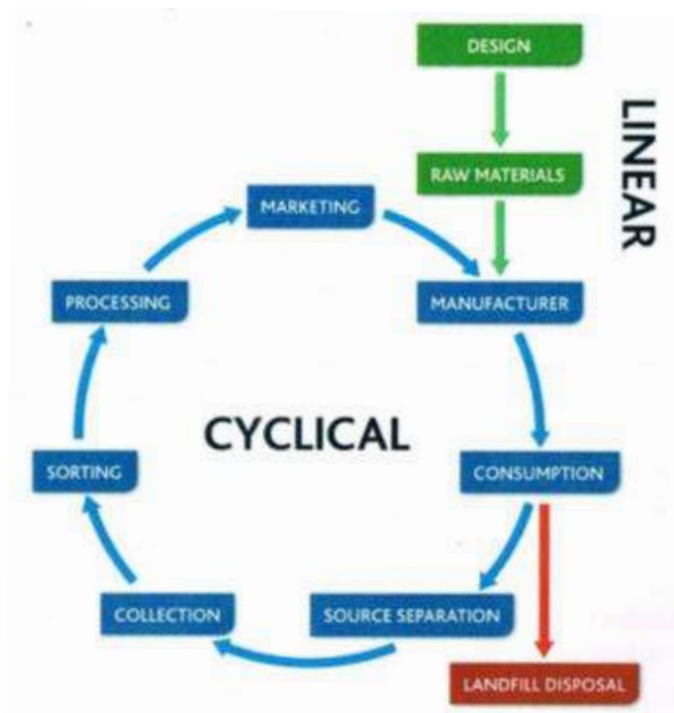 DESIGN
LINEAR
RAW MATERIALS
MARKETING
PROCESSING
MANUFACTURER
CYCLICAL
SORTING
CONSUMPTION
COLLECTION
SOURCE SEPARATION
LANDFILL DISPOSAL